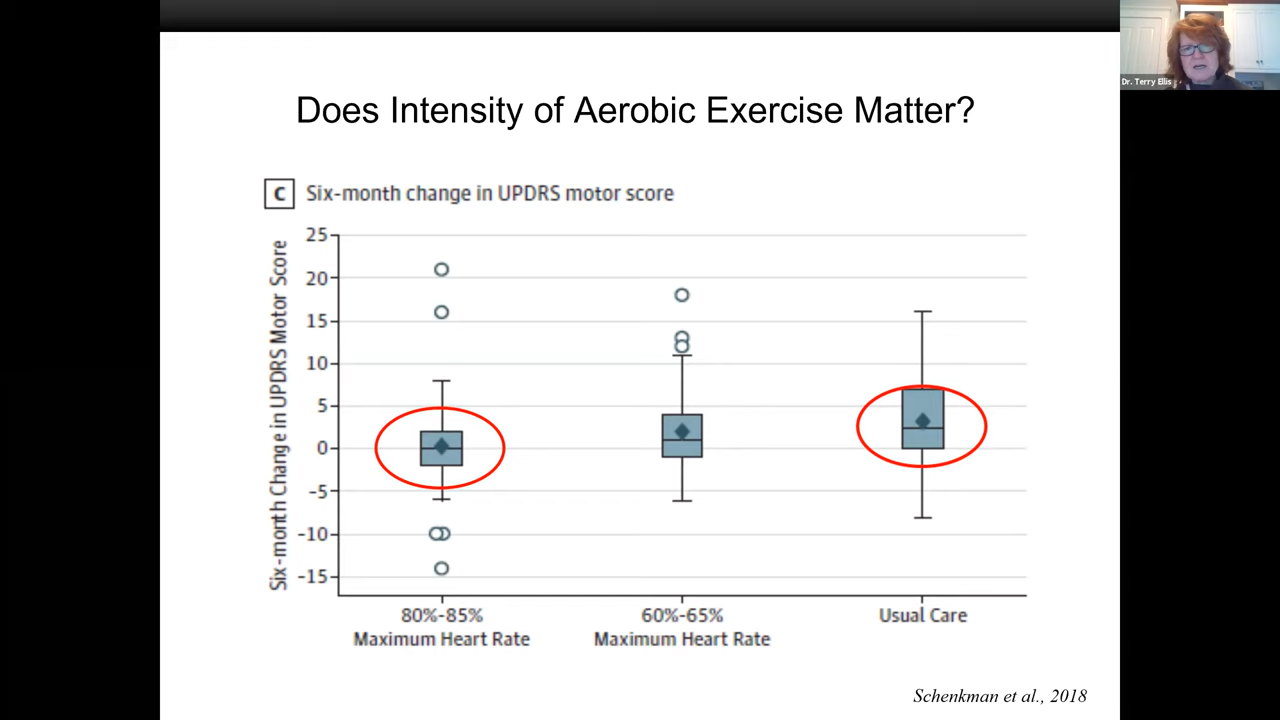 Dr. Terry Ellis
Does Intensity of Aerobic Exercise Matter?
C Six-month change in UPDRS motor score
Six-month Change in UPDRS Motor Score
25
20
15
10
5
0
-5
-10
-15
80%-85%
Maximum Heart Rate
60%-65%
Maximum Heart Rate
Usual Care
Schenkman et al., 2018